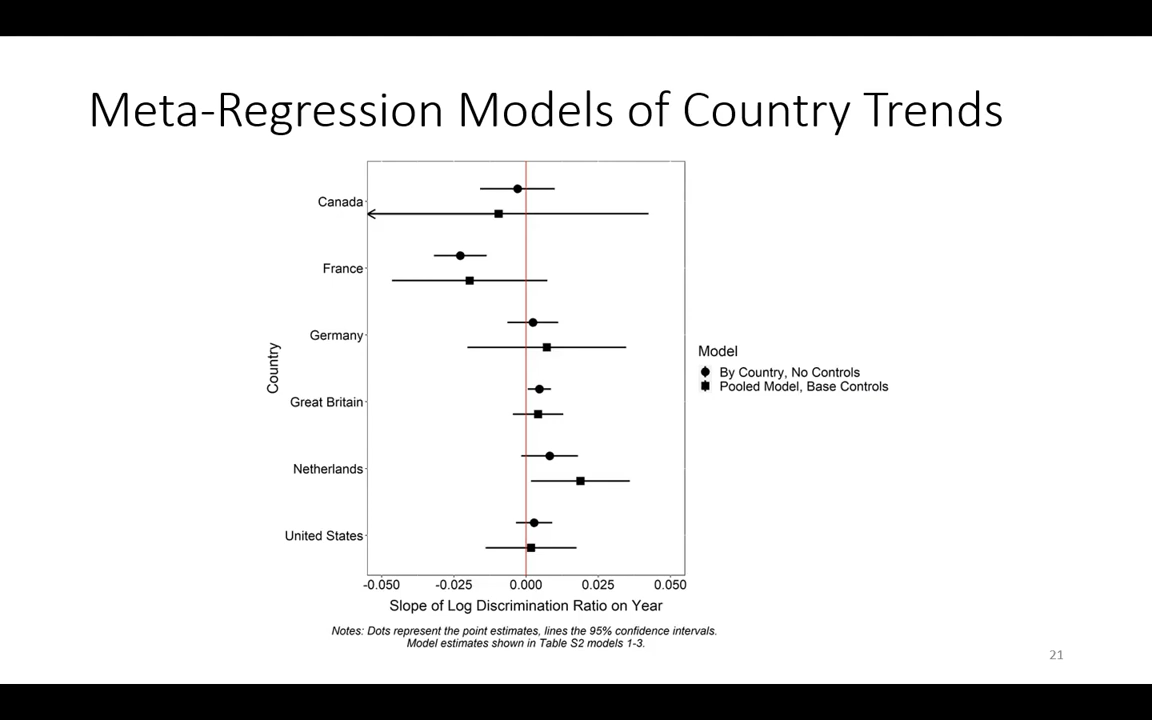 Meta-Regression Models of Country Trends
Canada
France
Germany
Great Britain
Netherlands
United States
Country
-0.050 -0.025 0.000 0.025 0.050
Slope of Log Discrimination Ratio on Year
Model
By Country, No Controls
Pooled Model, Base Controls
Notes: Dots represent the point estimates, lines the 95% confidence intervals.
Model estimates shown in Table S2 models 1-3.
21